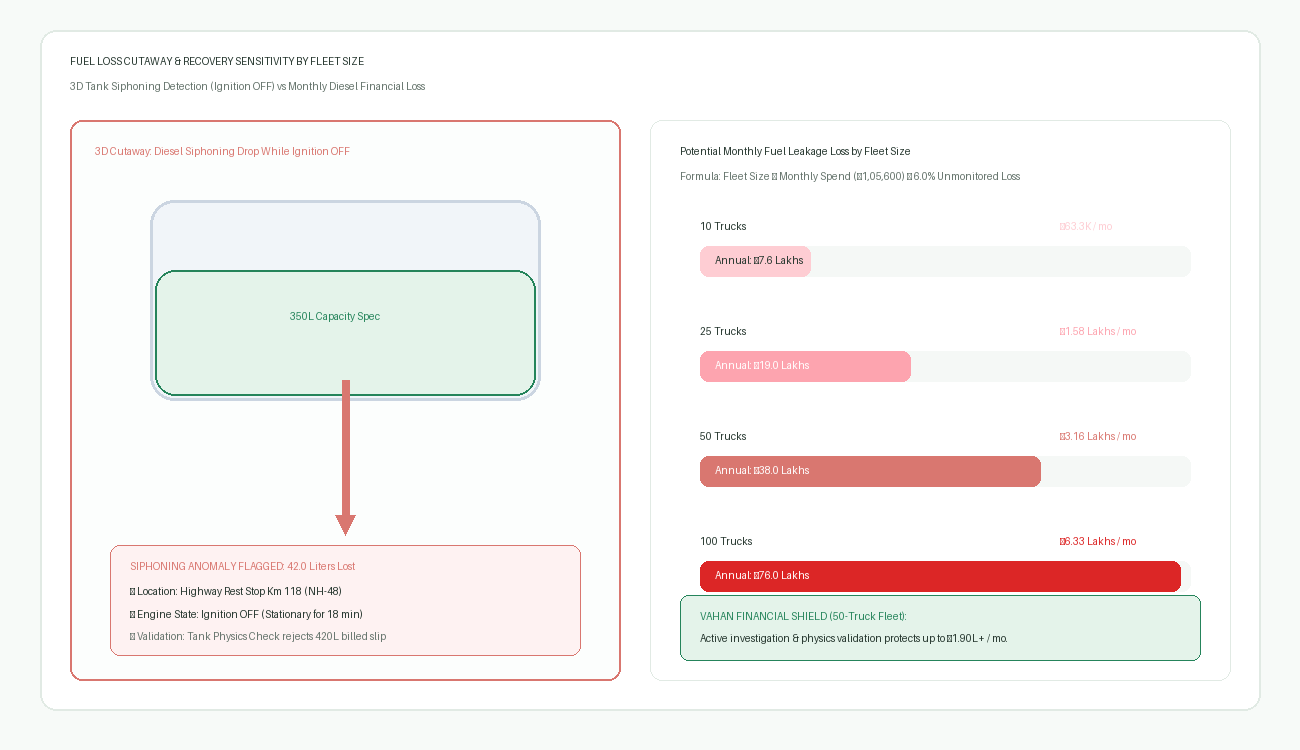 FUEL LOSS CUTAWAY & RECOVERY SENSITIVITY BY FLEET SIZE
3D Tank Siphoning Detection (Ignition OFF) vs Monthly Diesel Financial Loss
3D Cutaway: Diesel Siphoning Drop While Ignition OFF
350L Capacity Spec
SIPHONING ANOMALY FLAGGED: 42.0 Liters Lost
Location: Highway Rest Stop Km 118 (NH-48)
Engine State: Ignition OFF (Stationary for 18 min)
Validation: Tank Physics Check rejects 420L billed slip
Potential Monthly Fuel Leakage Loss by Fleet Size
Formula: Fleet Size Monthly Spend (1,05,600) 6.0% Unmonitored Loss
10 Trucks
63.3K / mo
Annual: 7.6 Lakhs
25 Trucks
1.58 Lakhs / mo
Annual: 19.0 Lakhs
50 Trucks
3.16 Lakhs / mo
Annual: 38.0 Lakhs
100 Trucks
6.33 Lakhs / mo
Annual: 76.0 Lakhs
VAHAN FINANCIAL SHIELD (50-Truck Fleet):
Active investigation & physics validation protects up to 1.90L+ / mo.